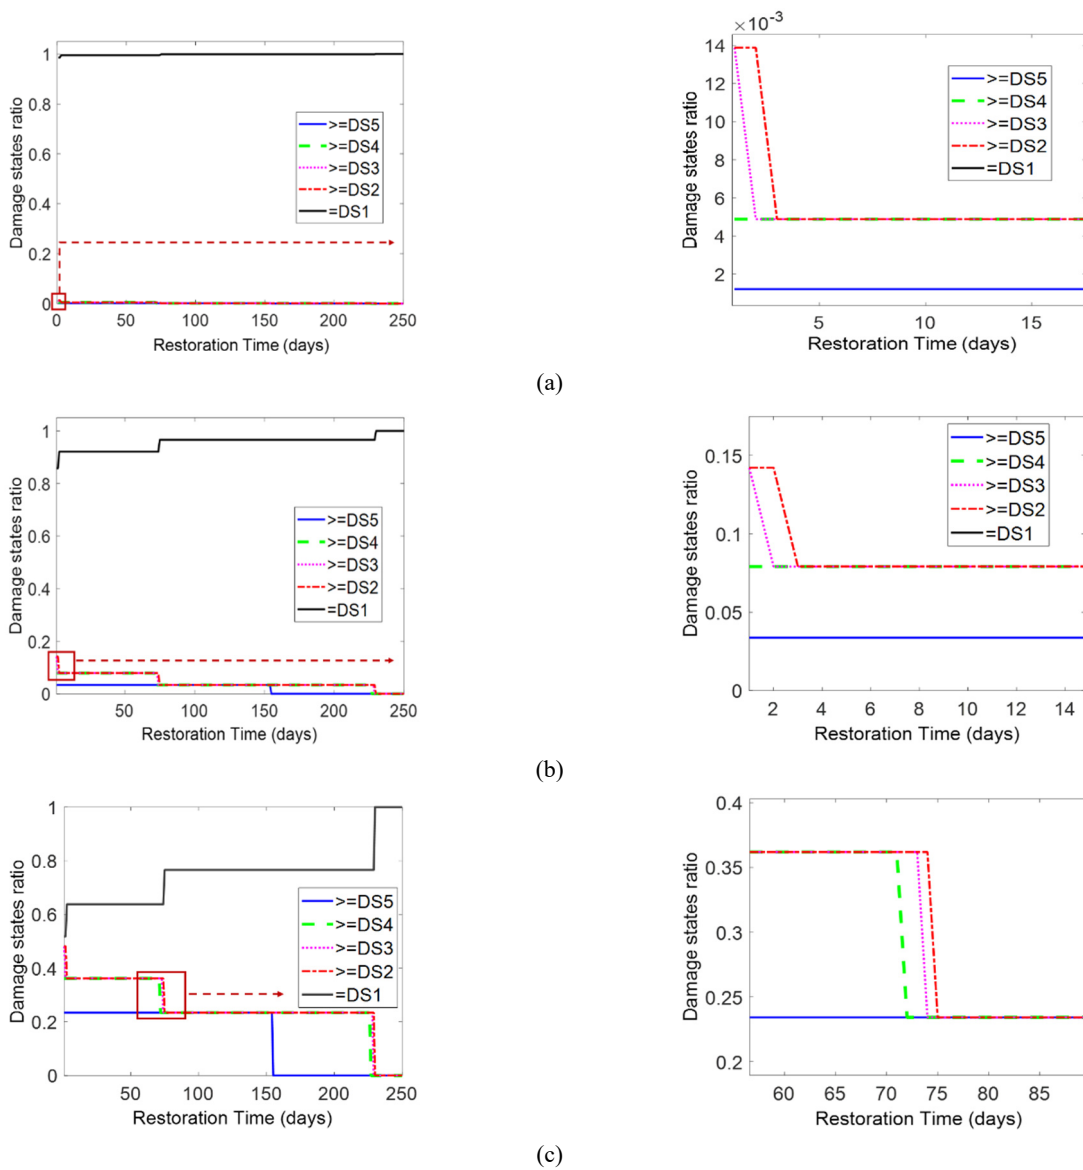 Damage states ratio
1
0.8
0.6
0.4
0.2
0
>=DS5
>=DS4
>=DS3
>=DS2
=DS1
0 50 100 150 200 250
Restoration Time (days)
×10-3
Damage states ratio
14
12
10
8
6
4
2
>=DS5
>=DS4
>=DS3
>=DS2
=DS1
5 10 15
Restoration Time (days)
(a)
Damage states ratio
1
0.8
0.6
0.4
0.2
0
>=DS5
>=DS4
>=DS3
>=DS2
=DS1
50 100 150 200 250
Restoration Time (days)
Damage states ratio
0.15
0.1
0.05
0
>=DS5
>=DS4
>=DS3
>=DS2
=DS1
2 4 6 8 10 12 14
Restoration Time (days)
(b)
Damage states ratio
1
0.8
0.6
0.4
0.2
0
>=DS5
>=DS4
>=DS3
>=DS2
=DS1
50 100 150 200 250
Restoration Time (days)
Damage states ratio
0.4
0.35
0.3
0.25
0.2
60 65 70 75 80 85
Restoration Time (days)
(c)